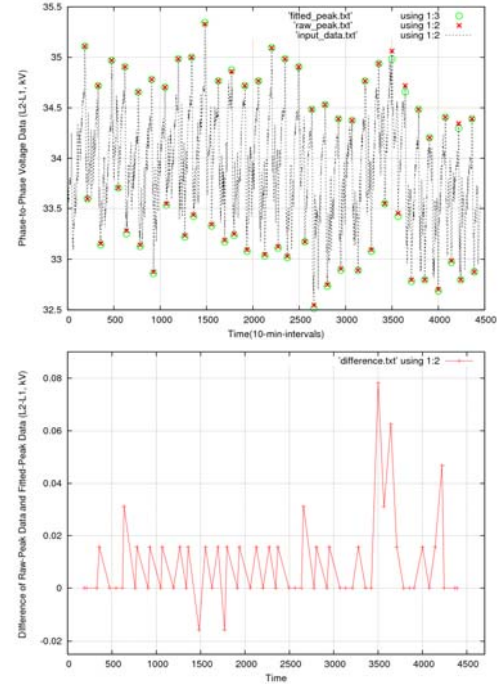 'fitted_peak.txt' using 1:3
'raw_peak.txt' using 1:2
'input_data.txt' using 1:2
Phase-to-Phase Voltage Data (L2-L1, kV)
35.5
35
34.5
34
33.5
33
32.5
0 500 1000 1500 2000 2500 3000 3500 4000 4500
Time(10-min-intervals)
'difference.txt' using 1:2
Difference of Raw-Peak Data and Fitted-Peak Data (L2-L1, kV)
0.08
0.06
0.04
0.02
0
-0.02
0 500 1000 1500 2000 2500 3000 3500 4000 4500
Time